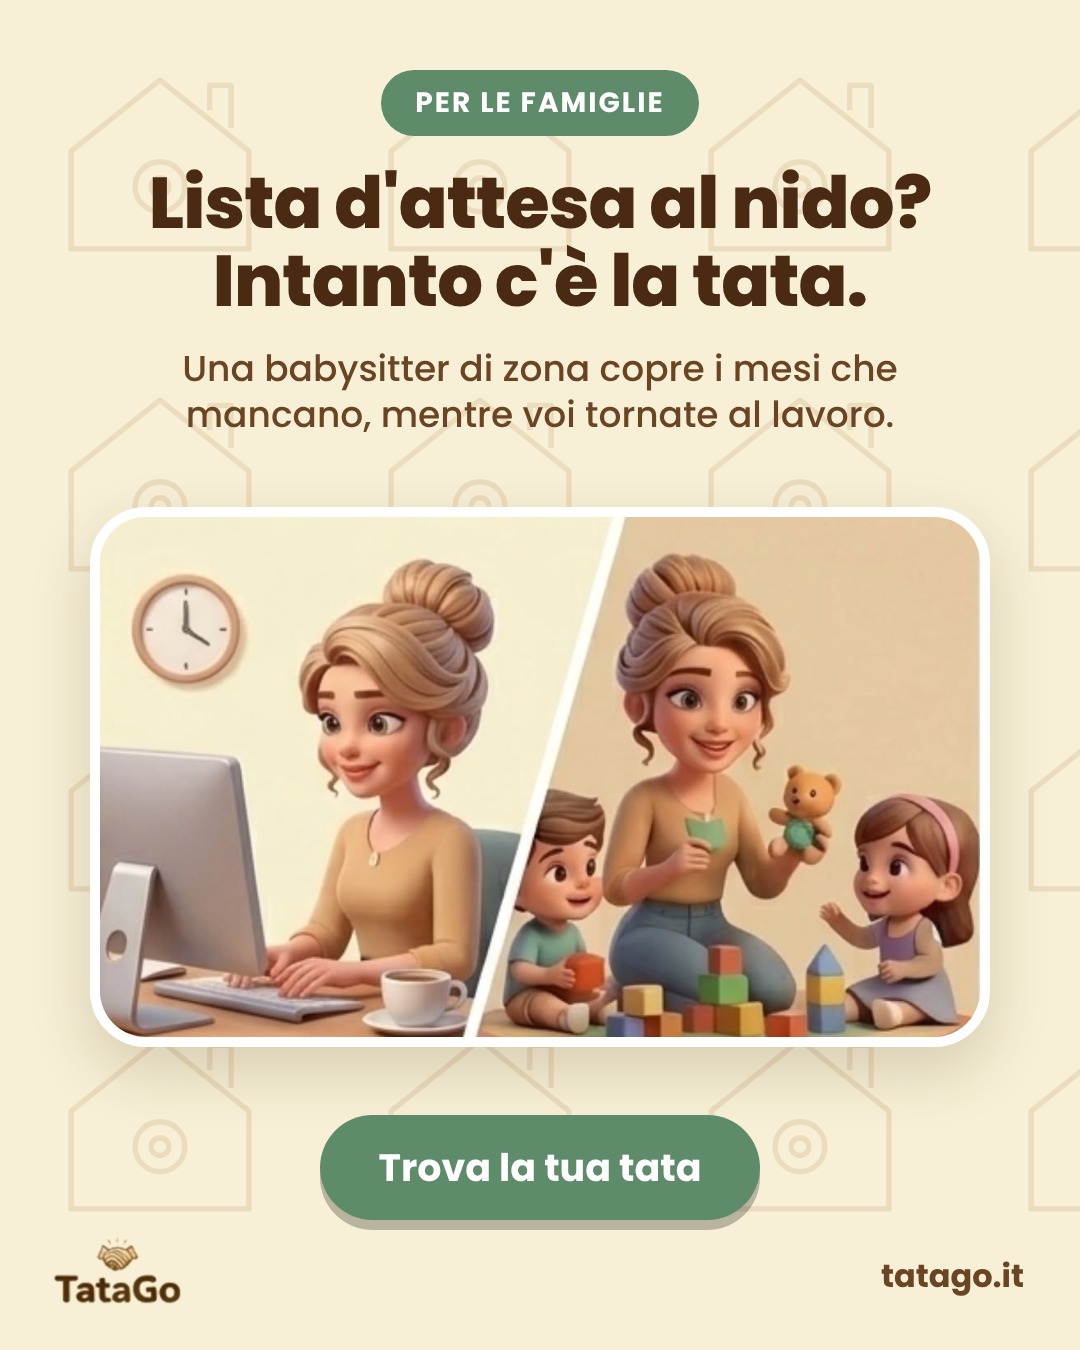 PER LE FAMIGLIE
Lista d'attesa al nido?
Intanto c'è la tata.
Una babysitter di zona copre i mesi che
mancano, mentre voi tornate al lavoro.
Trova la tua tata
TataGo
tatago.it